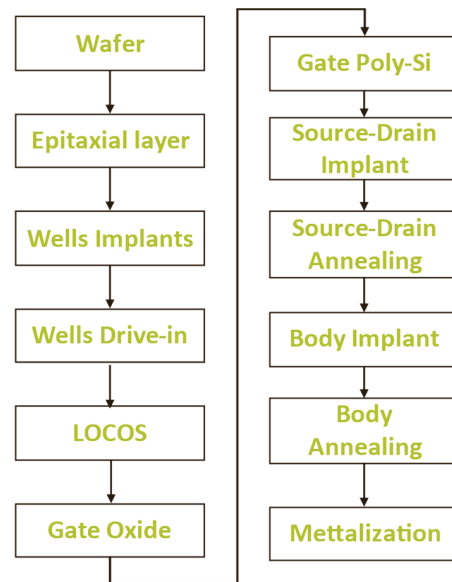 Wafer
Epitaxial layer
Wells Implants
Wells Drive-in
LOCOS
Gate Oxide
Gate Poly-Si
Source-Drain
Implant
Source-Drain
Annealing
Body Implant
Body
Annealing
Mettalization